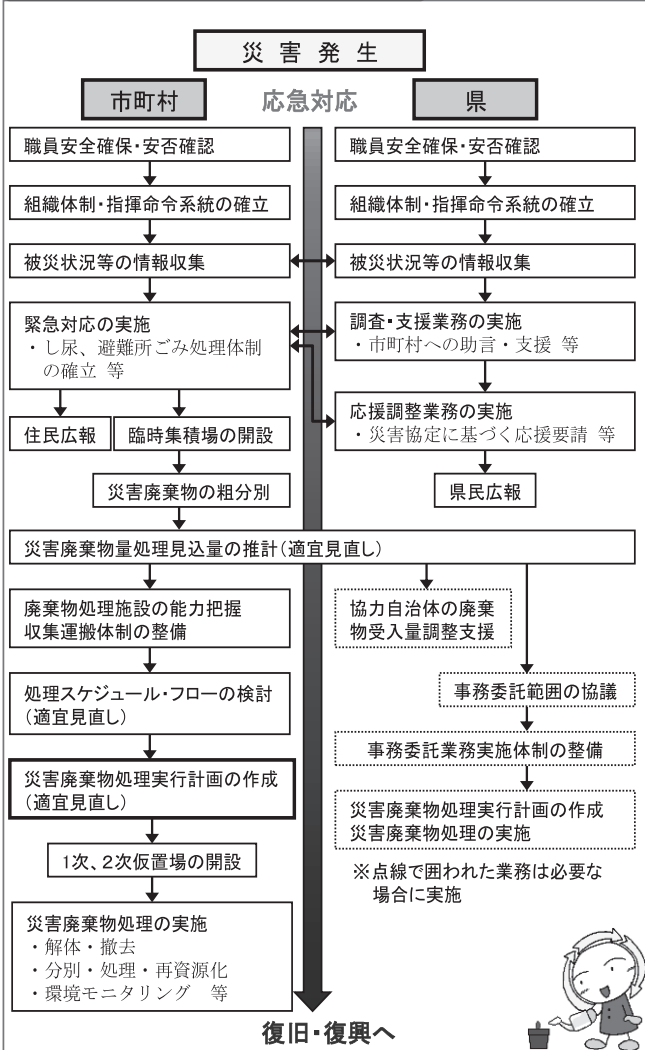 災害発生
市町村
応急対応
県
職員安全確保・安否確認
組織体制・指揮命令系統の確立
被災状況等の情報収集
緊急対応の実施
・し尿、避難所ごみ処理体制
の確立 等
住民広報
臨時集積場の開設
災害廃棄物の粗分別
職員安全確保・安否確認
組織体制・指揮命令系統の確立
被災状況等の情報収集
調査・支援業務の実施
・市町村への助言・支援 等
応援調整業務の実施
・災害協定に基づく応援要請 等
県民広報
災害廃棄物量処理見込量の推計(適宜見直し)
廃棄物処理施設の能力把握
収集運搬体制の整備
処理スケジュール・フローの検討
(適宜見直し)
災害廃棄物処理実行計画の作成
(適宜見直し)
1次、2次仮置場の開設
災害廃棄物処理の実施
・解体・撤去
・分別・処理・再資源化
・環境モニタリング 等
協力自治体の廃棄
物受入量調整支援
事務委託範囲の協議
事務委託業務実施体制の整備
災害廃棄物処理実行計画の作成
災害廃棄物処理の実施
※点線で囲われた業務は必要な
場合に実施
復旧・復興へ